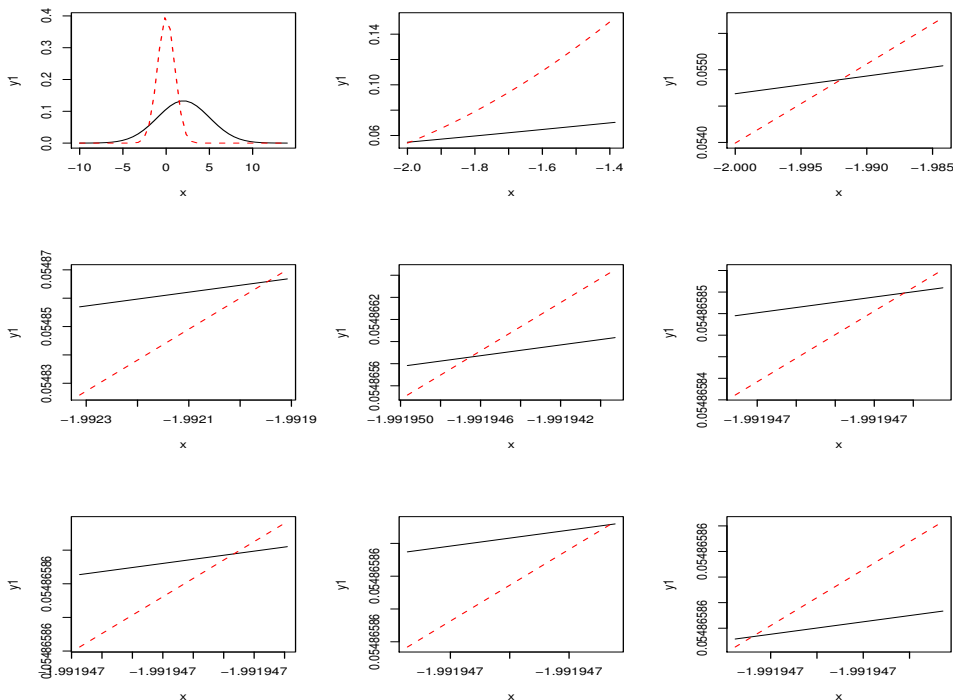 0.0 0.1 0.2 0.3 0.4
y1
-10 -5 0 5 10
x
0.06 0.10 0.14
y1
-2.0 -1.8 -1.6 -1.4
x
0.0540 0.0550
y1
-2.000 -1.995 -1.990 -1.985
x
0.05483 0.05485 0.05487
y1
-1.9923 -1.9921 -1.9919
x
0.0548656 0.0548662
y1
-1.991950 -1.991946 -1.991942
x
0.05486584 0.05486585
y1
-1.991947 -1.991947
x
0.05486586 0.05486586
y1
-1.991947 -1.991947 -1.991947
x
0.05486586 0.05486586
y1
-1.991947 -1.991947
x
0.05486586 0.05486586
y1
-1.991947 -1.991947
x